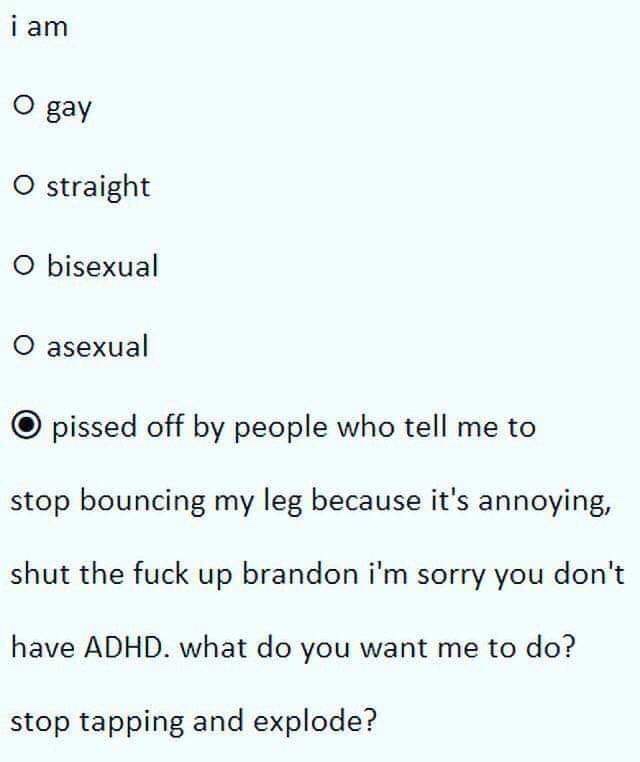 i am
gay
straight
bisexual
asexual
pissed off by people who tell me to
stop bouncing my leg because it's annoying,
shut the fuck up brandon i'm sorry you don't
have ADHD. what do you want me to do?
stop tapping and explode?